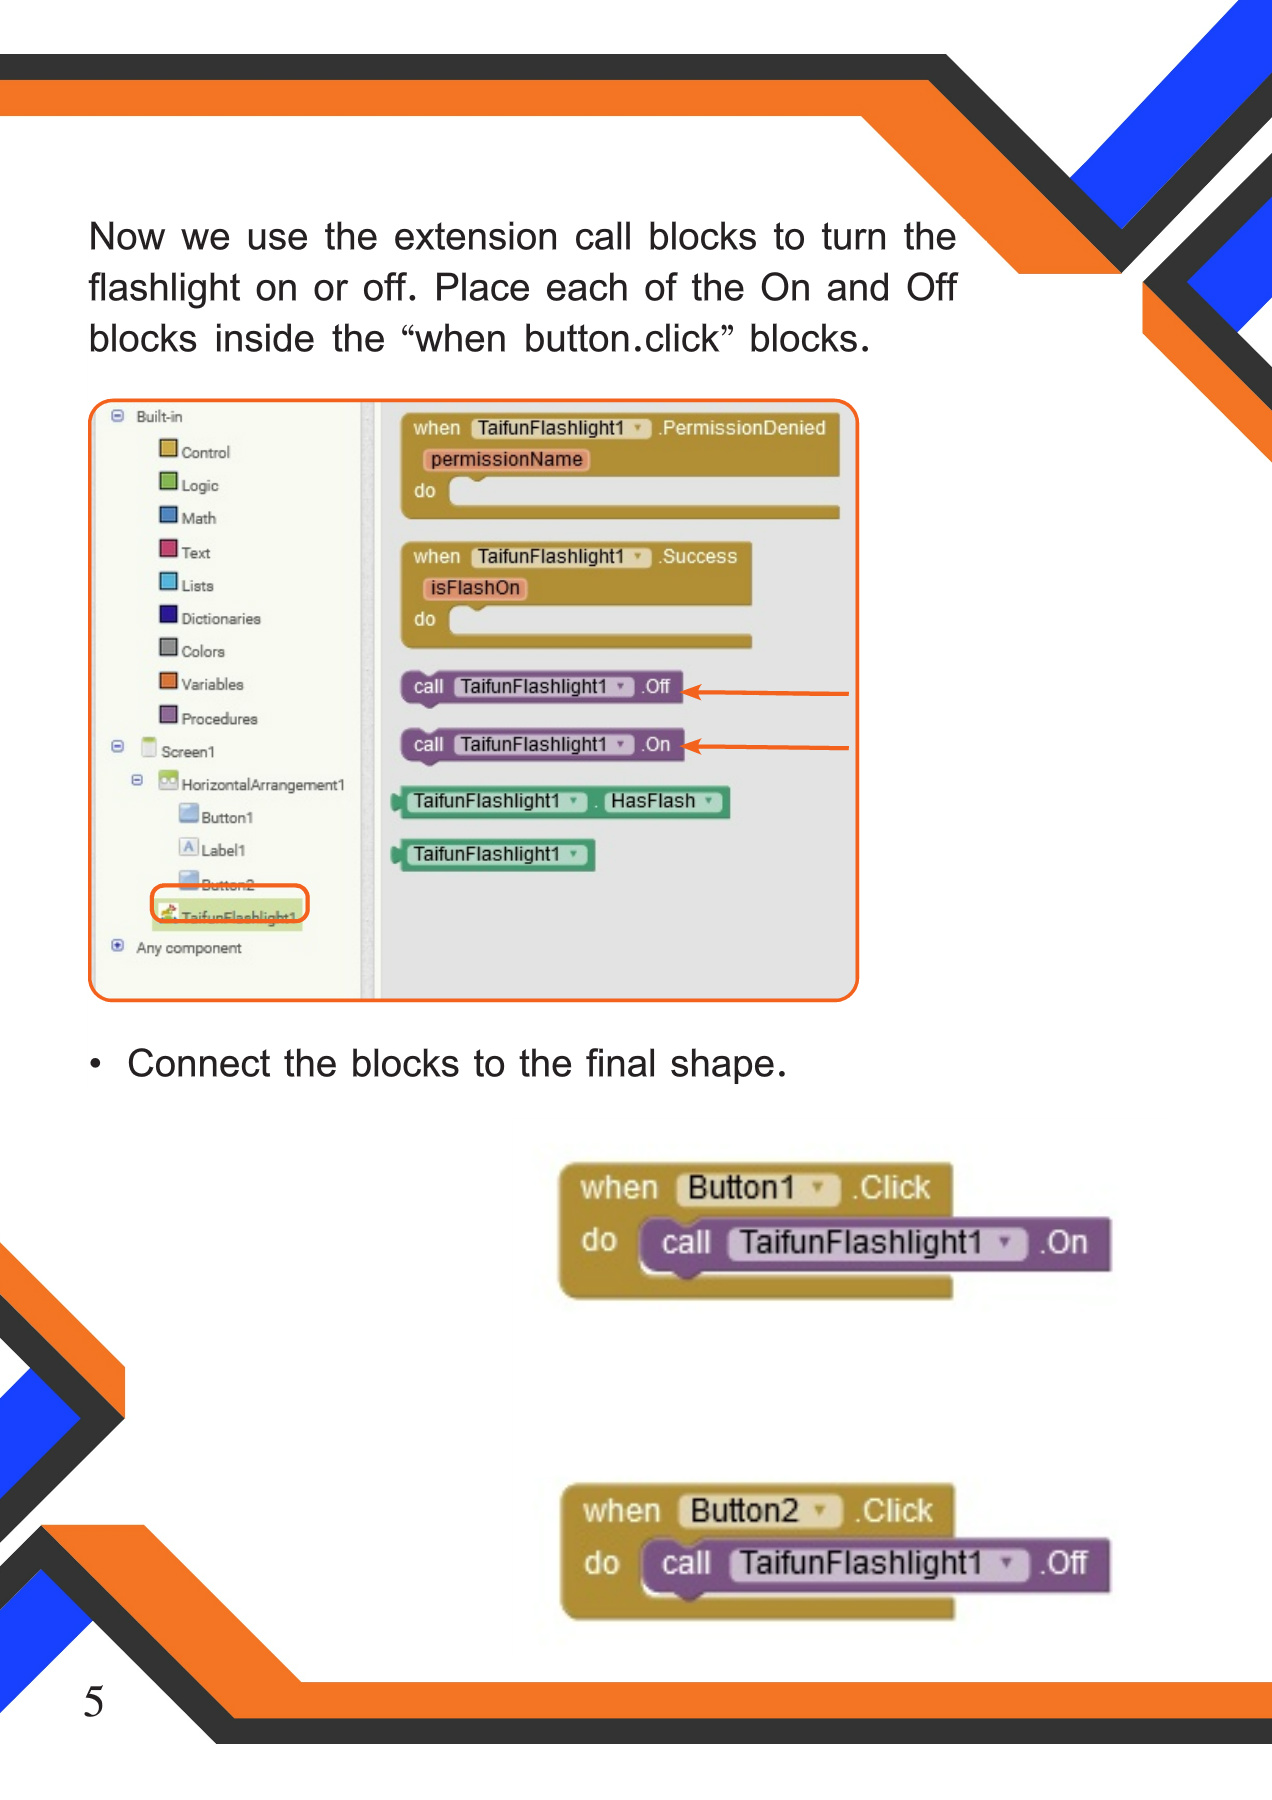 Now we use the extension call blocks to turn the
flashlight on or off. Place each of the On and Off
blocks inside the “when button.click” blocks.
Built-in
Control
Logic
Math
Text
Lists
Dictionaries
Colors
Variables
Procedures
Screen1
HorizontalArrangement1
Button1
A Label1
Button2
TaifunFlashlight1
Any component
when TaifunFlashlight1 .PermissionDenied
permissionName
do
when TaifunFlashlight1 .Success
isFlashOn
do
call TaifunFlashlight1 .Off
call TaifunFlashlight1 .On
TaifunFlashlight1 . HasFlash
TaifunFlashlight1
• Connect the blocks to the final shape.
when Button1 .Click
do call TaifunFlashlight1 .On
when Button2 .Click
do call TaifunFlashlight1 .Off
5